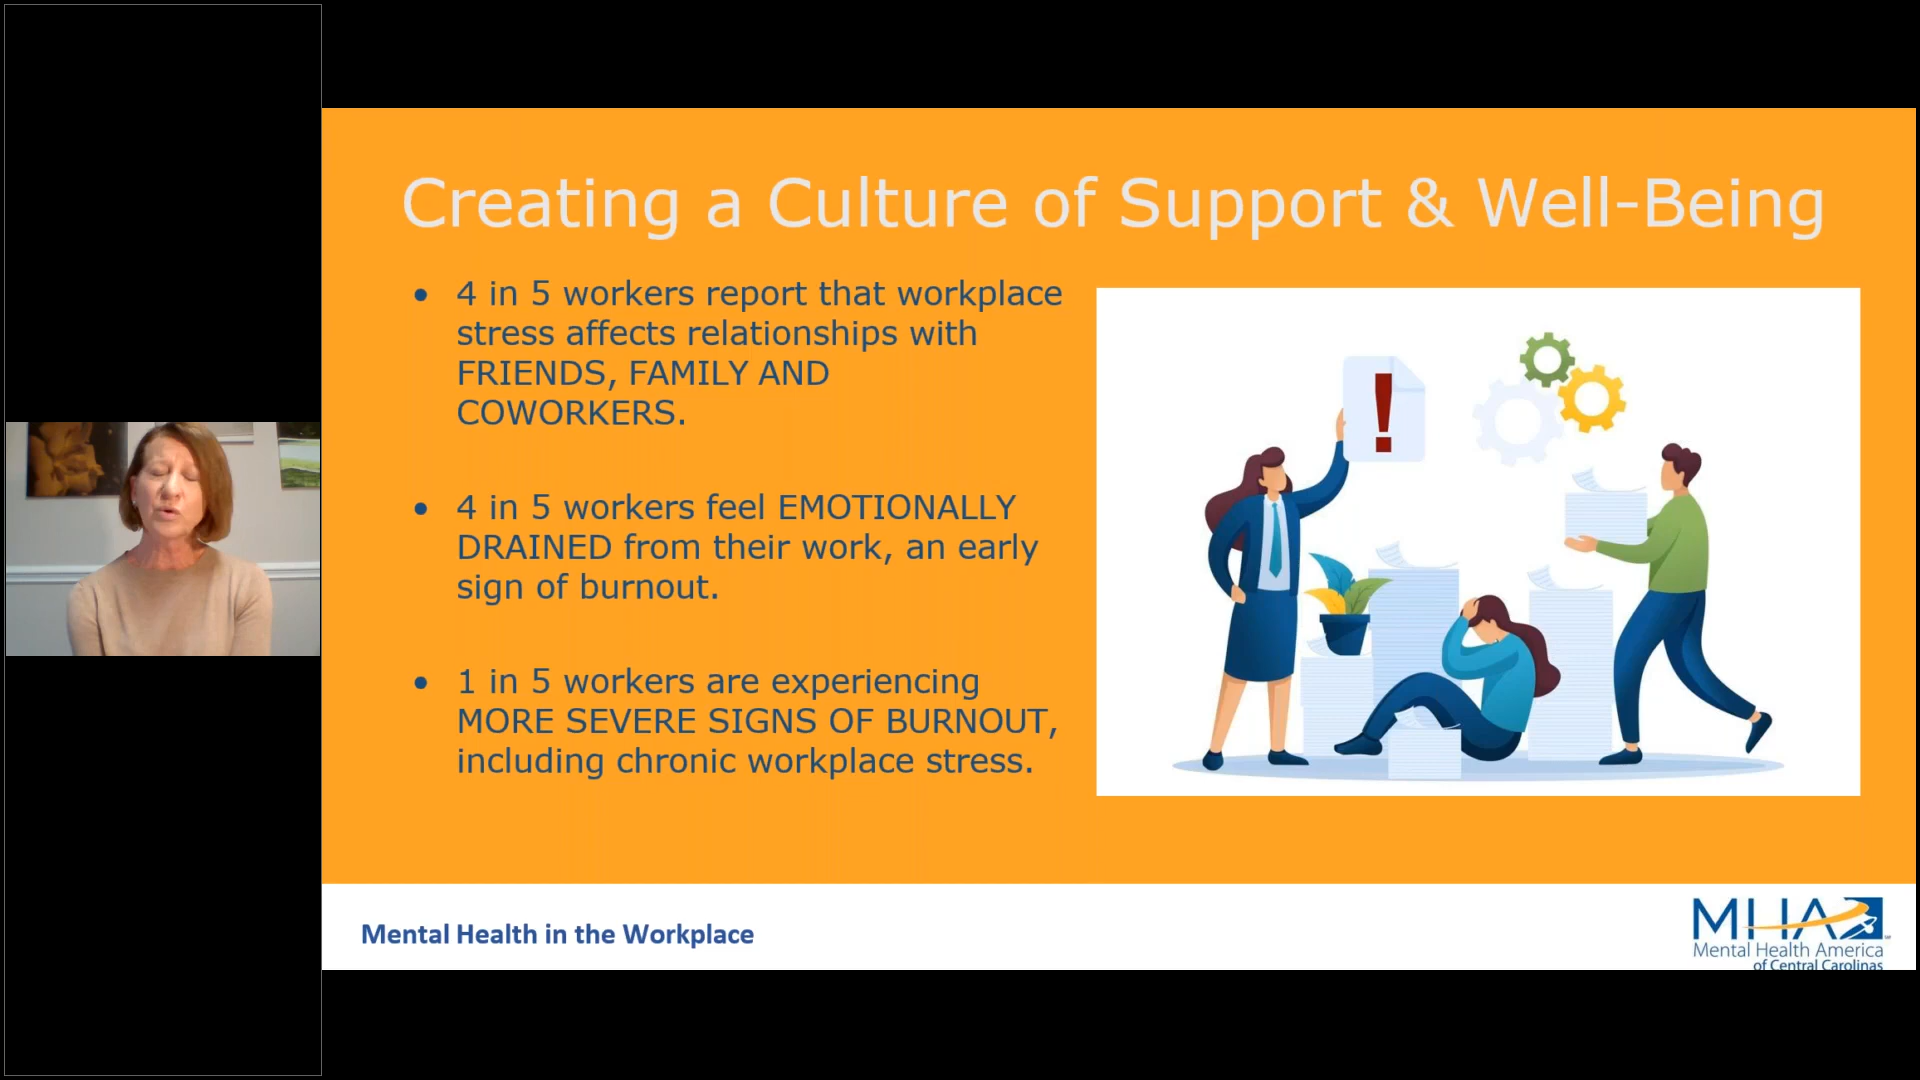 Creating a Culture of Support & Well-Being
• 4 in 5 workers report that workplace
stress affects relationships with
FRIENDS, FAMILY AND
COWORKERS.
• 4 in 5 workers feel EMOTIONALLY
DRAINED from their work, an early
sign of burnout.
• 1 in 5 workers are experiencing
MORE SEVERE SIGNS OF BURNOUT,
including chronic workplace stress.
!
Mental Health in the Workplace
MHA
Mental Health America
of Central Carolinas